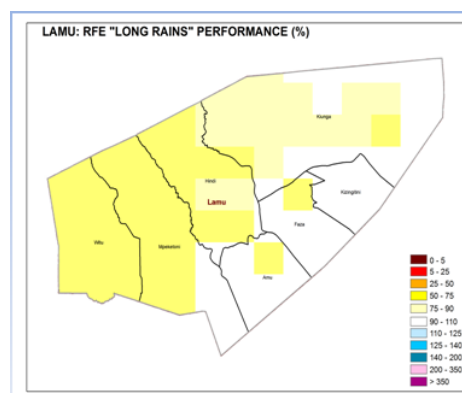 LAMU: RFE "LONG RAINS" PERFORMANCE (%)
Kiunga
Hindi
Kizingitini
Lamu
Faza
Witu
Mpeketoni
Amu
0 - 5
5 - 25
25 - 50
50 - 75
75 - 90
90 - 110
110 - 125
125 - 140
140 - 200
200 - 350
> 350